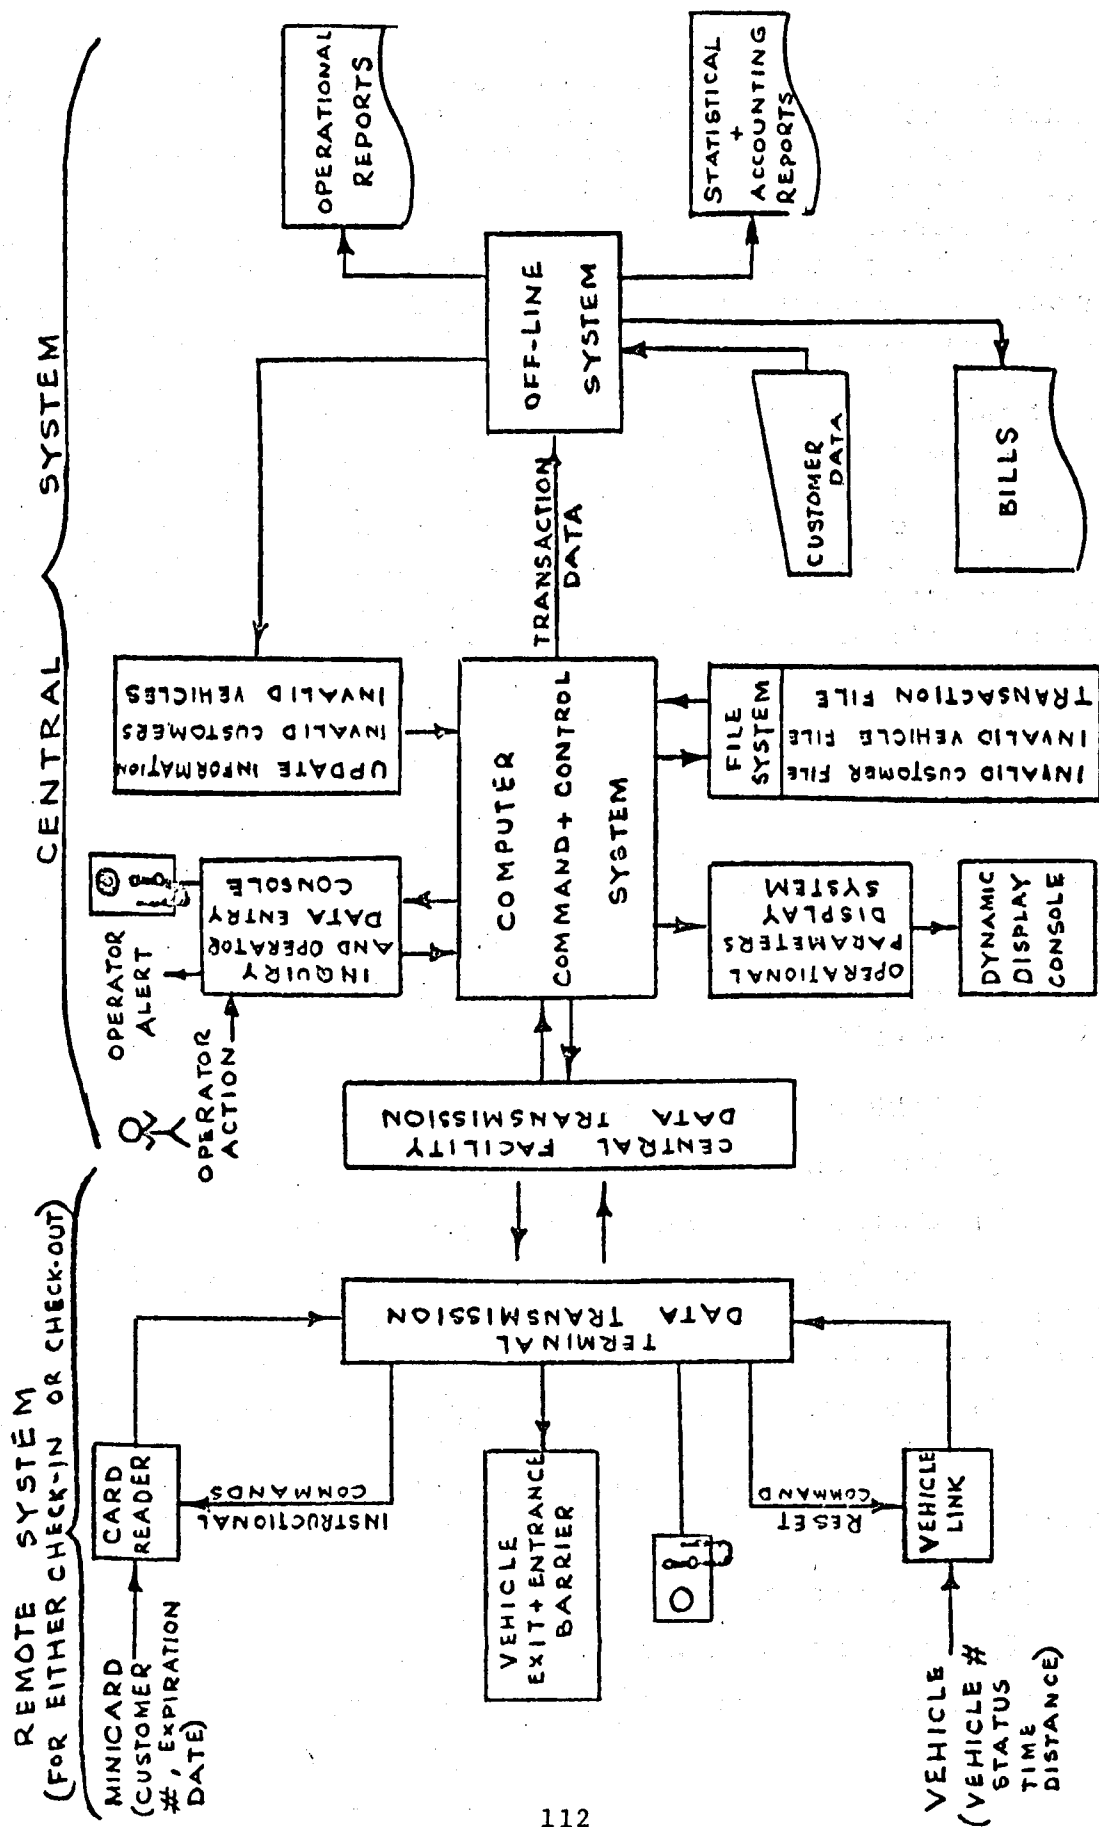 REMOTE SYSTEM
(FOR EITHER CHECK-IN OR CHECK-OUT)
CENTRAL SYSTEM
MINICARD
(CUSTOMER
#, EXPIRATION
DATE)
CARD
READER
INSTRUCTIONAL
COMMANDS
VEHICLE
EXIT + ENTRANCE
BARRIER
RESET
COMMAND
VEHICLE
LINK
VEHICLE
(VEHICLE #
STATUS
TIME
DISTANCE)
TERMINAL
DATA TRANSMISSION
CENTRAL FACILITY
DATA TRANSMISSION
OPERATOR
ACTION
OPERATOR
ALERT
INQUIRY
AND OPERATOR
DATA ENTRY
CONSOLE
UPDATE INFORMATION
INVALID CUSTOMERS
INVALID VEHICLES
COMPUTER
COMMAND + CONTROL
SYSTEM
OPERATIONAL
PARAMETERS
DISPLAY
SYSTEM
DYNAMIC
DISPLAY
CONSOLE
FILE
SYSTEM
INVALID CUSTOMER FILE
INVALID VEHICLE FILE
TRANSACTION FILE
TRANSACTION
DATA
OFF-LINE
SYSTEM
OPERATIONAL
REPORTS
STATISTICAL
+
ACCOUNTING
REPORTS
CUSTOMER
DATA
BILLS
112